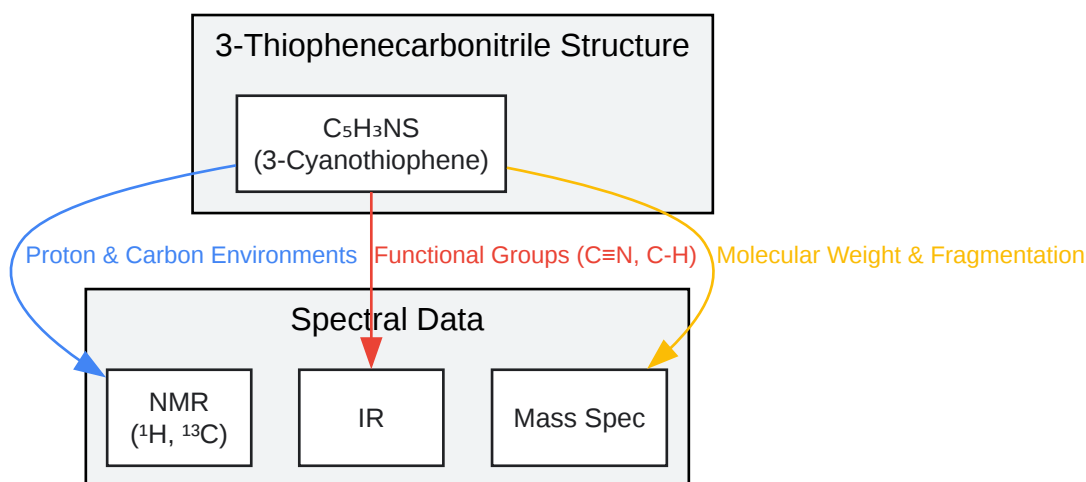 3-Thiophenecarbonitrile Structure
C₅H₃NS
(3-Cyanothiophene)
Proton & Carbon Environments
Functional Groups (C≡N, C-H)
Molecular Weight & Fragmentation
Spectral Data
NMR
(¹H, ¹³C)
IR
Mass Spec